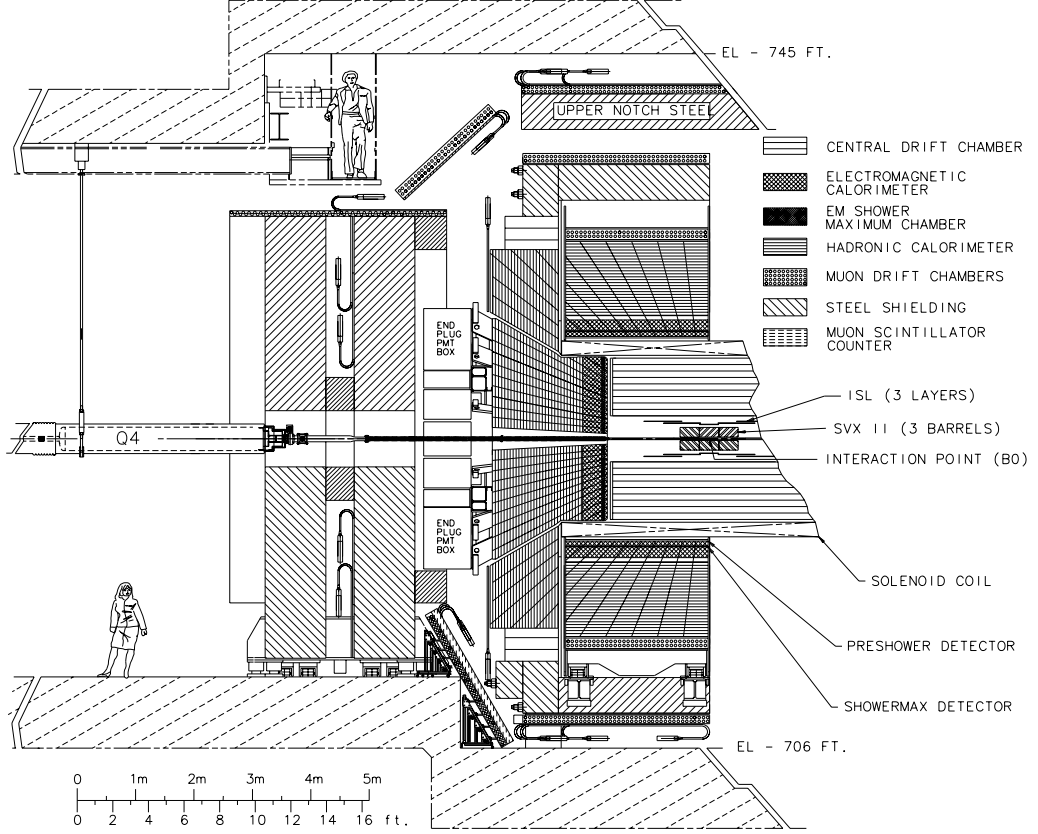 EL - 745 FT.
UPPER NOTCH STEEL
CENTRAL DRIFT CHAMBER
ELECTROMAGNETIC
CALORIMETER
EM SHOWER
MAXIMUM CHAMBER
HADRONIC CALORIMETER
MUON DRIFT CHAMBERS
STEEL SHIELDING
MUON SCINTILLATOR
COUNTER
END
PLUG
PMT
BOX
ISL (3 LAYERS)
Q4
SVX II (3 BARRELS)
INTERACTION POINT (B0)
END
PLUG
PMT
BOX
SOLENOID COIL
PRESHOWER DETECTOR
SHOWERMAX DETECTOR
EL - 706 FT.
0 1m 2m 3m 4m 5m
0 2 4 6 8 10 12 14 16 ft.